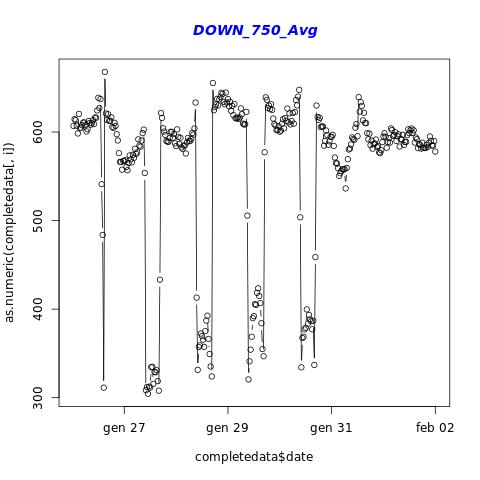 DOWN_750_Avg
as.numeric(completedata[, i])
600
500
400
300
gen 27
gen 29
gen 31
feb 02
completedata$date